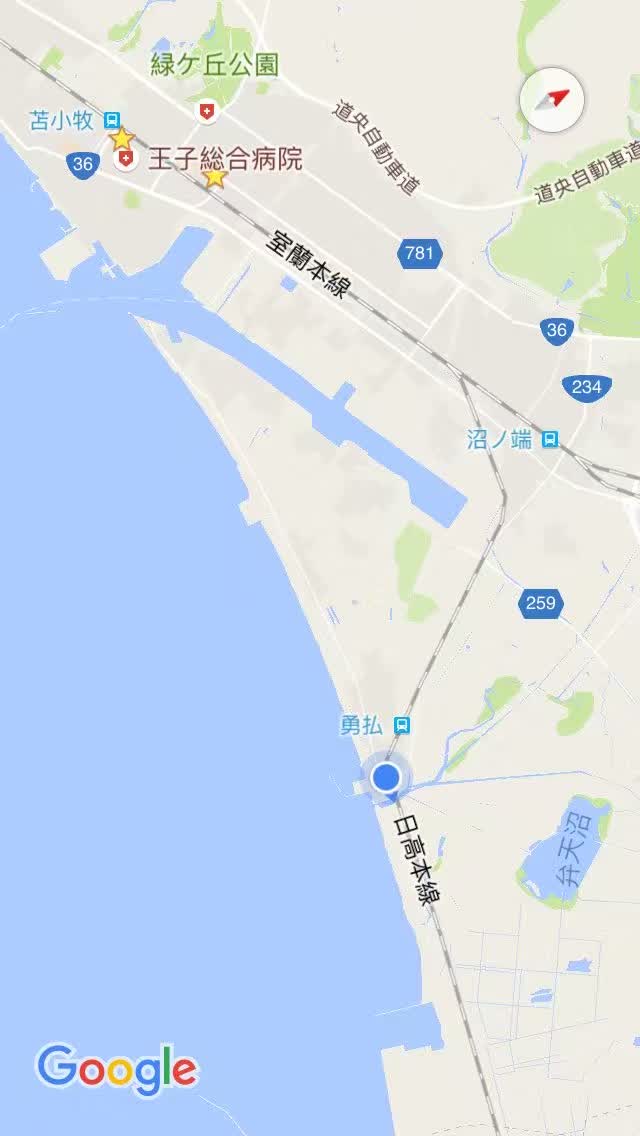 緑ケ丘公園
苫小牧
36
王子総合病院
道央自動車道
道央自動車道
室蘭本線
781
36
234
沼ノ端
259
勇払
日高本線
弁天沼
Google